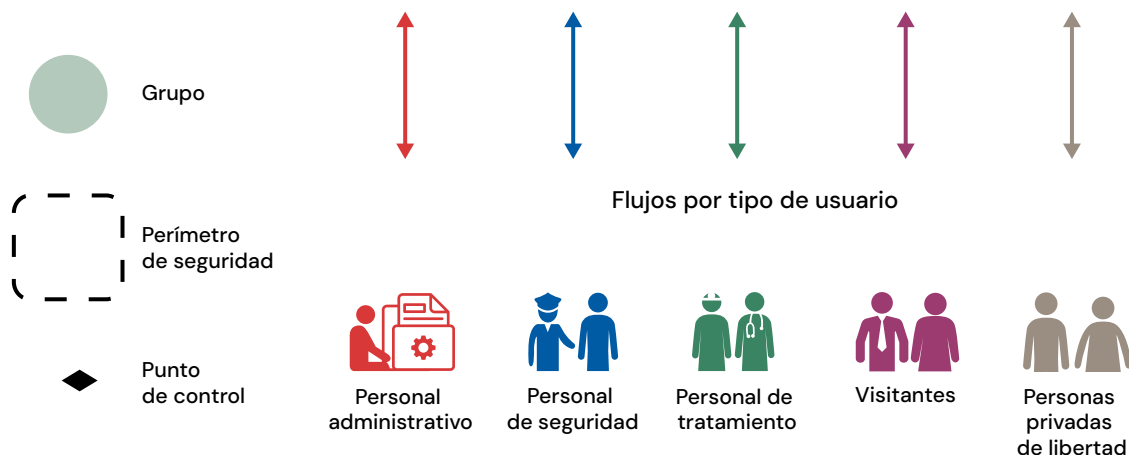 Grupo
Flujos por tipo de usuario
Perímetro
de seguridad
Punto
de control
Personal
administrativo
Personal
de seguridad
Personal de
tratamiento
Visitantes
Personas
privadas
de libertad